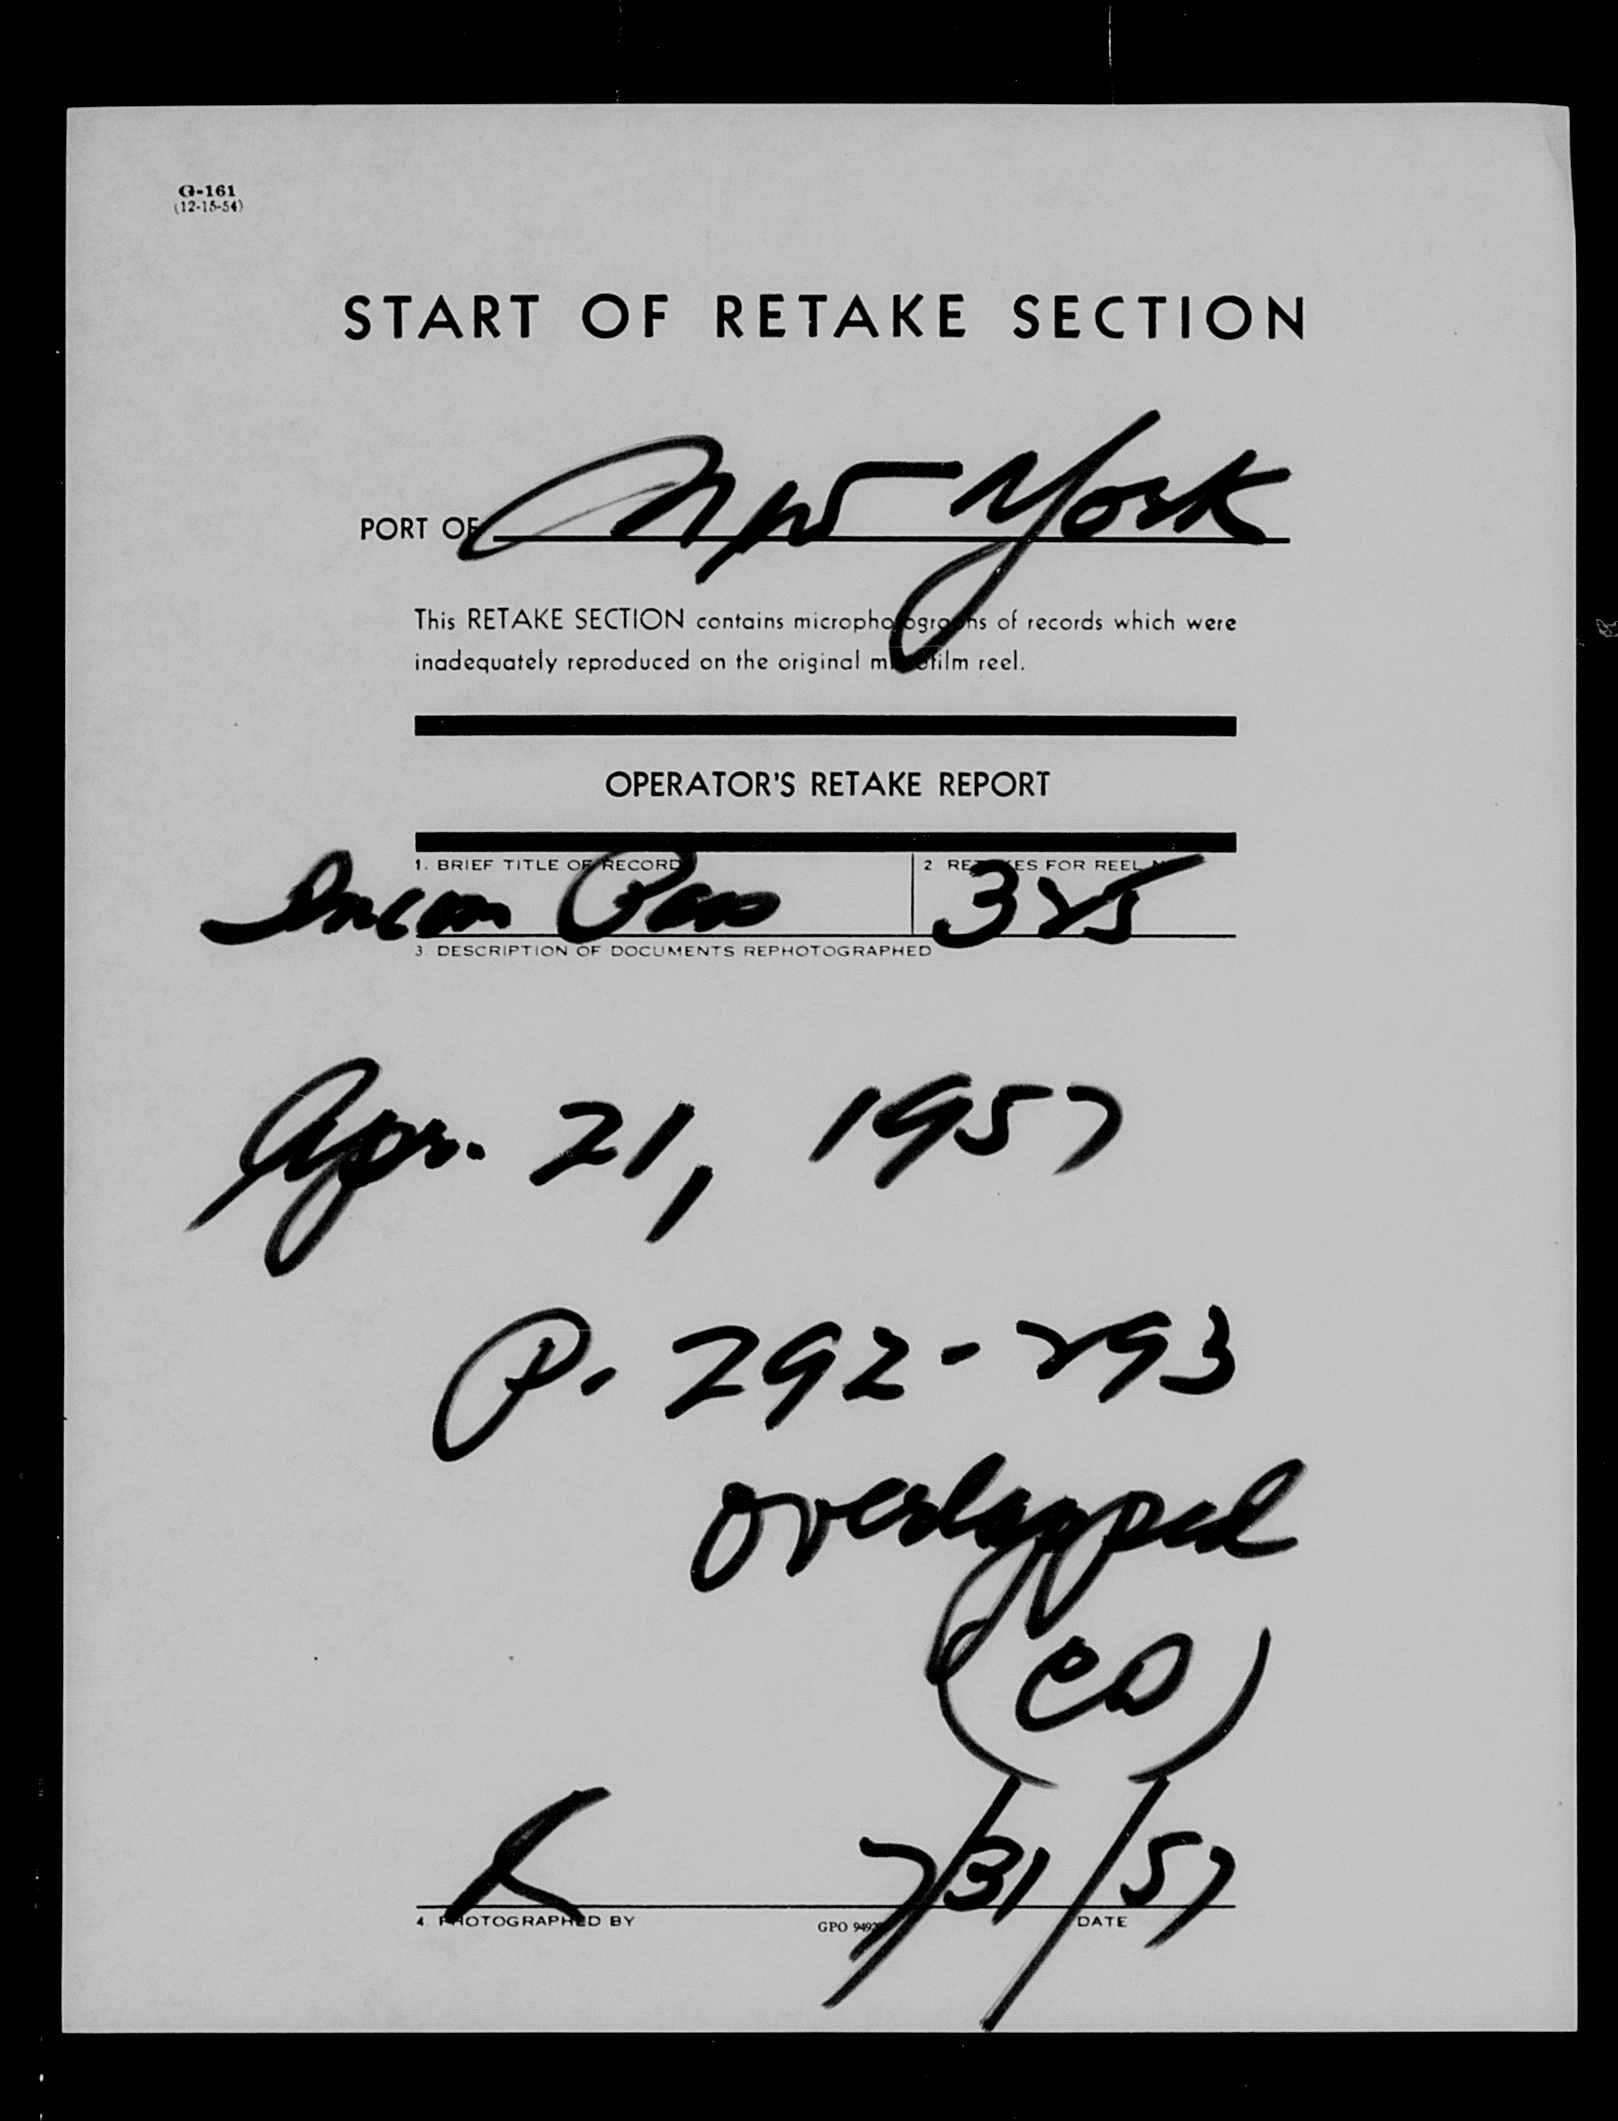 G-161
(12-15-54)
START OF RETAKE SECTION
PORT OF New York
This RETAKE SECTION contains microphotographs of records which were
inadequately reproduced on the original microfilm reel.
OPERATOR'S RETAKE REPORT
1. BRIEF TITLE OF RECORD
2 RETAKES FOR REEL NO.
Incom Pass 325
3. DESCRIPTION OF DOCUMENTS REPHOTOGRAPHED
Apr. 21, 1957
P. 292-293
overlapped
(CO)
K 7/31/57
4. PHOTOGRAPHED BY GPO DATE